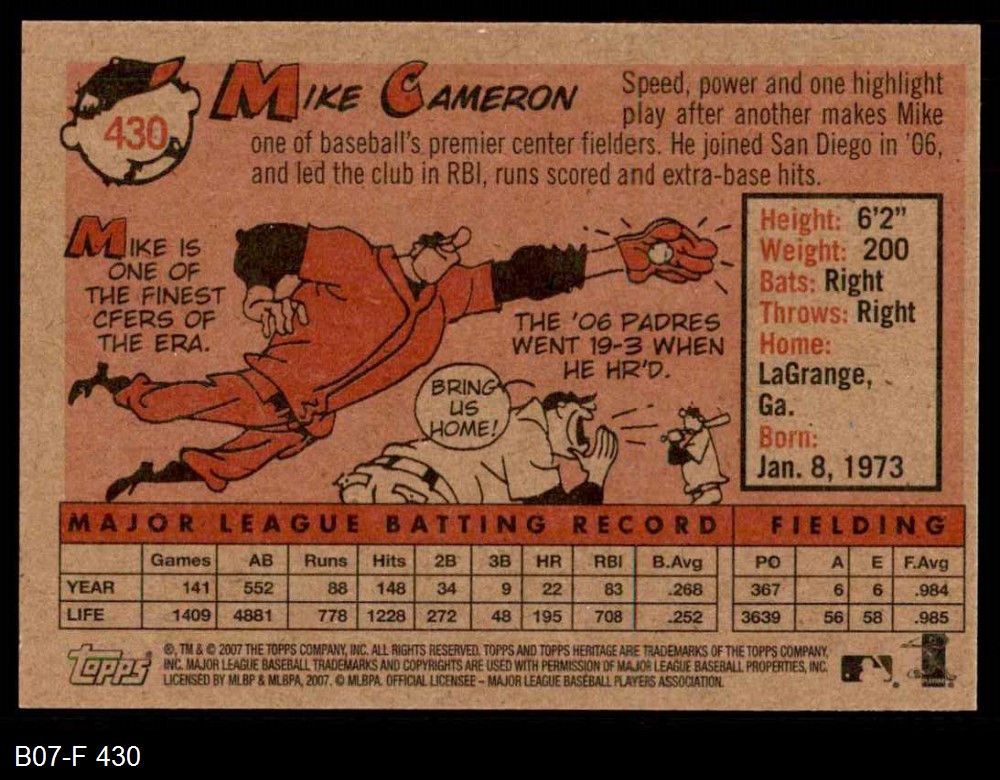 430
MIKE CAMERON
Speed, power and one highlight
play after another makes Mike
one of baseball's premier center fielders. He joined San Diego in '06,
and led the club in RBI, runs scored and extra-base hits.
MIKE IS
ONE OF
THE FINEST
CFERS OF
THE ERA.
THE '06 PADRES
WENT 19-3 WHEN
HE HR'D.
BRING
US
HOME!
Height: 6'2"
Weight: 200
Bats: Right
Throws: Right
Home:
LaGrange,
Ga.
Born:
Jan. 8, 1973
MAJOR LEAGUE BATTING RECORD FIELDING
Games AB Runs Hits 2B 3B HR RBI B.Avg PO A E F.Avg
YEAR 141 552 88 148 34 9 22 83 .268 367 6 6 .984
LIFE 1409 4881 778 1228 272 48 195 708 .252 3639 56 58 .985
Topps
®, TM & © 2007 THE TOPPS COMPANY, INC. ALL RIGHTS RESERVED. TOPPS AND TOPPS HERITAGE ARE TRADEMARKS OF THE TOPPS COMPANY,
INC. MAJOR LEAGUE BASEBALL TRADEMARKS AND COPYRIGHTS ARE USED WITH PERMISSION OF MAJOR LEAGUE BASEBALL PROPERTIES, INC.
LICENSED BY MLBP & MLBPA, 2007. © MLBPA. OFFICIAL LICENSEE – MAJOR LEAGUE BASEBALL PLAYERS ASSOCIATION.
B07-F 430